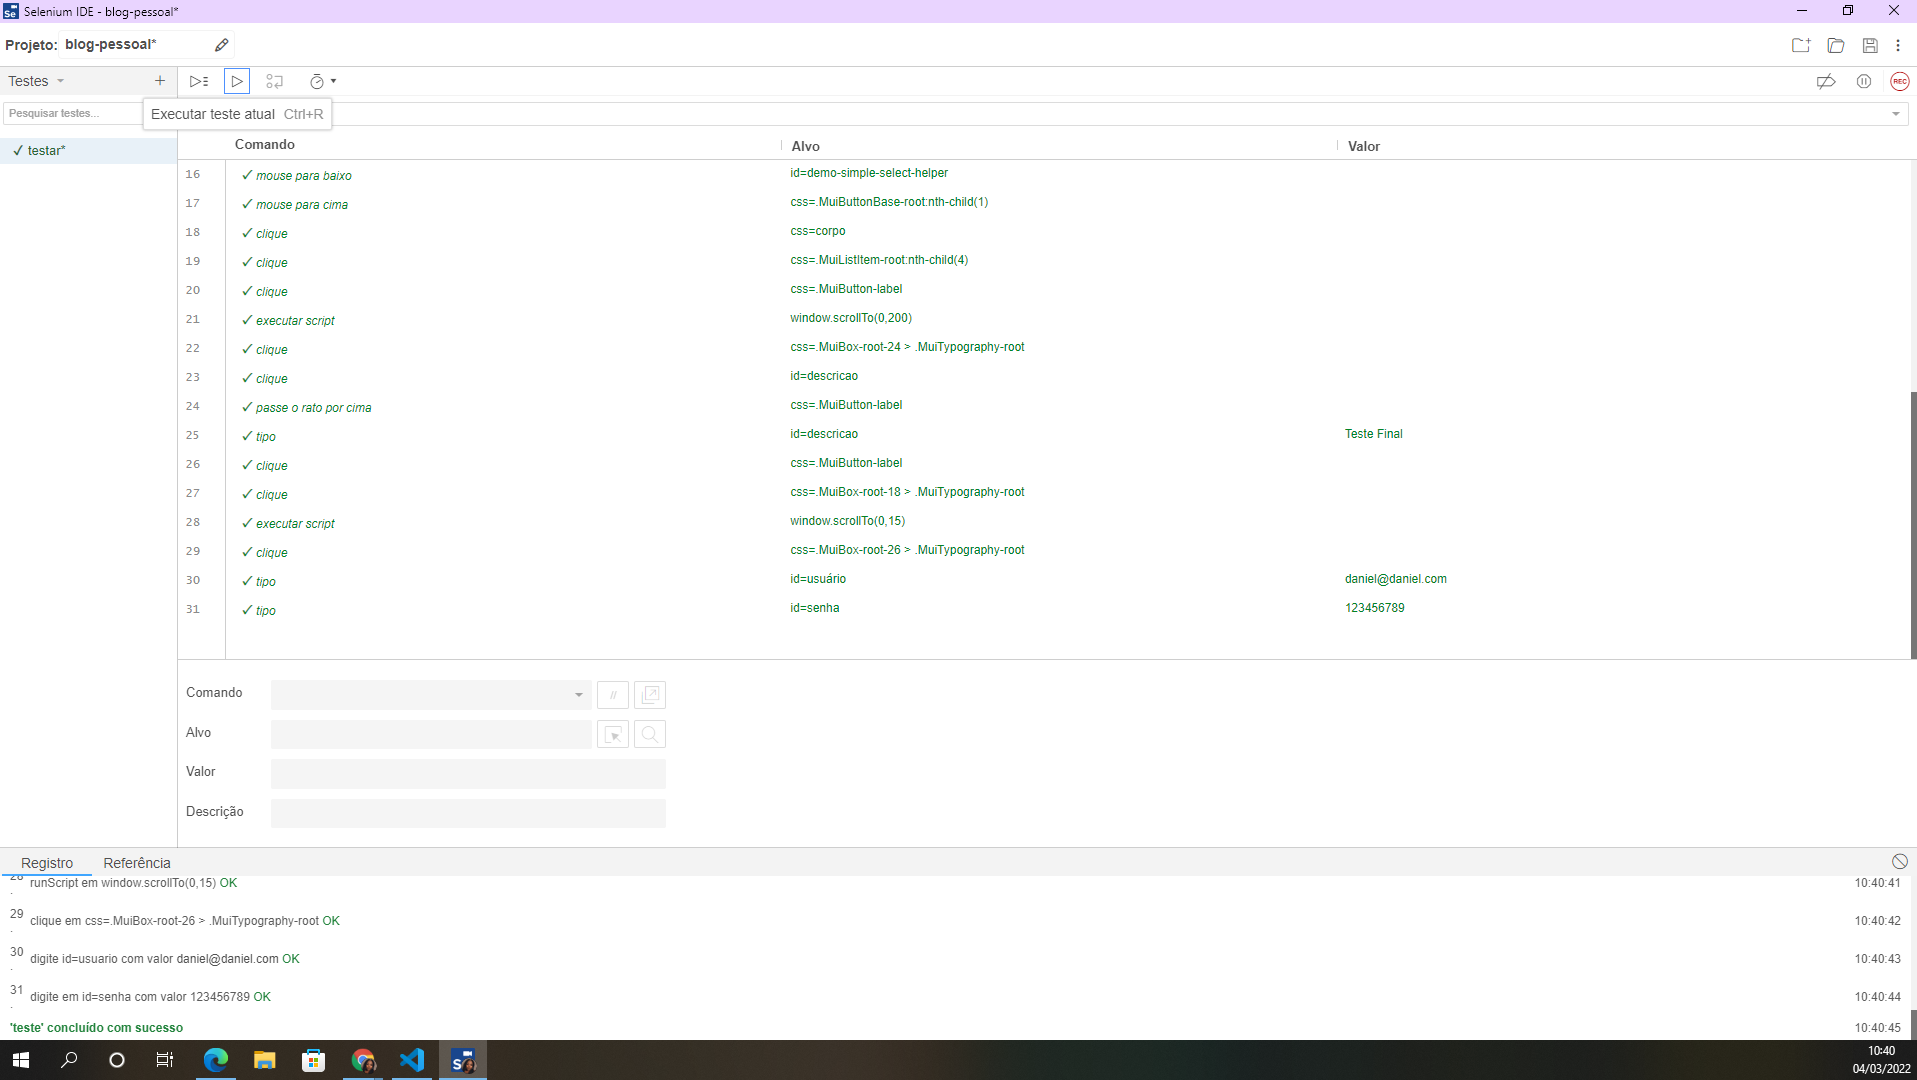 Selenium IDE - blog-pessoal*
Projeto: blog-pessoal*
Testes
Executar teste atual Ctrl+R
REC
Pesquisar testes...
testar*
Comando Alvo Valor
16 ✓ mouse para baixo id=demo-simple-select-helper
17 ✓ mouse para cima css=.MuiButtonBase-root:nth-child(1)
18 ✓ clique css=corpo
19 ✓ clique css=.MuiListItem-root:nth-child(4)
20 ✓ clique css=.MuiButton-label
21 ✓ executar script window.scrollTo(0,200)
22 ✓ clique css=.MuiBox-root-24 > .MuiTypography-root
23 ✓ clique id=descricao
24 ✓ passe o rato por cima css=.MuiButton-label
25 ✓ tipo id=descricao Teste Final
26 ✓ clique css=.MuiButton-label
27 ✓ clique css=.MuiBox-root-18 > .MuiTypography-root
28 ✓ executar script window.scrollTo(0,15)
29 ✓ clique css=.MuiBox-root-26 > .MuiTypography-root
30 ✓ tipo id=usuário daniel@daniel.com
31 ✓ tipo id=senha 123456789
Comando
//
Alvo
Valor
Descrição
Registro Referência
28. runScript em window.scrollTo(0,15) OK 10:40:41
29. clique em css=.MuiBox-root-26 > .MuiTypography-root OK 10:40:42
30. digite id=usuario com valor daniel@daniel.com OK 10:40:43
31. digite em id=senha com valor 123456789 OK 10:40:44
'teste' concluído com sucesso 10:40:45
10:40
04/03/2022